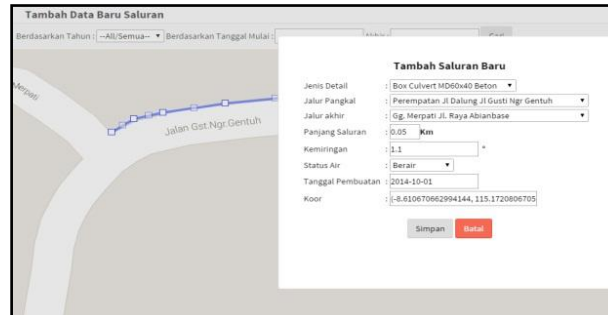 Tambah Data Baru Saluran
Berdasarkan Tahun : --All/Semua-- Berdasarkan Tanggal Mulai :
Tambah Saluran Baru
Jenis Detail : Box Culvert MD60x40 Beton
Jalur Pangkal : Perempatan Jl Dalung Jl Gusti Ngr Gentuh
Jalur akhir : Gg. Merpati Jl. Raya Abianbase
Panjang Saluran : 0.05 Km
Kemiringan : 1.1 °
Status Air : Berair
Tanggal Pembuatan : 2014-10-01
Koor : (-8.610670662994144, 115.1720806705
Simpan Batal
Merpati
Jalan Gst.Ngr.Gentuh